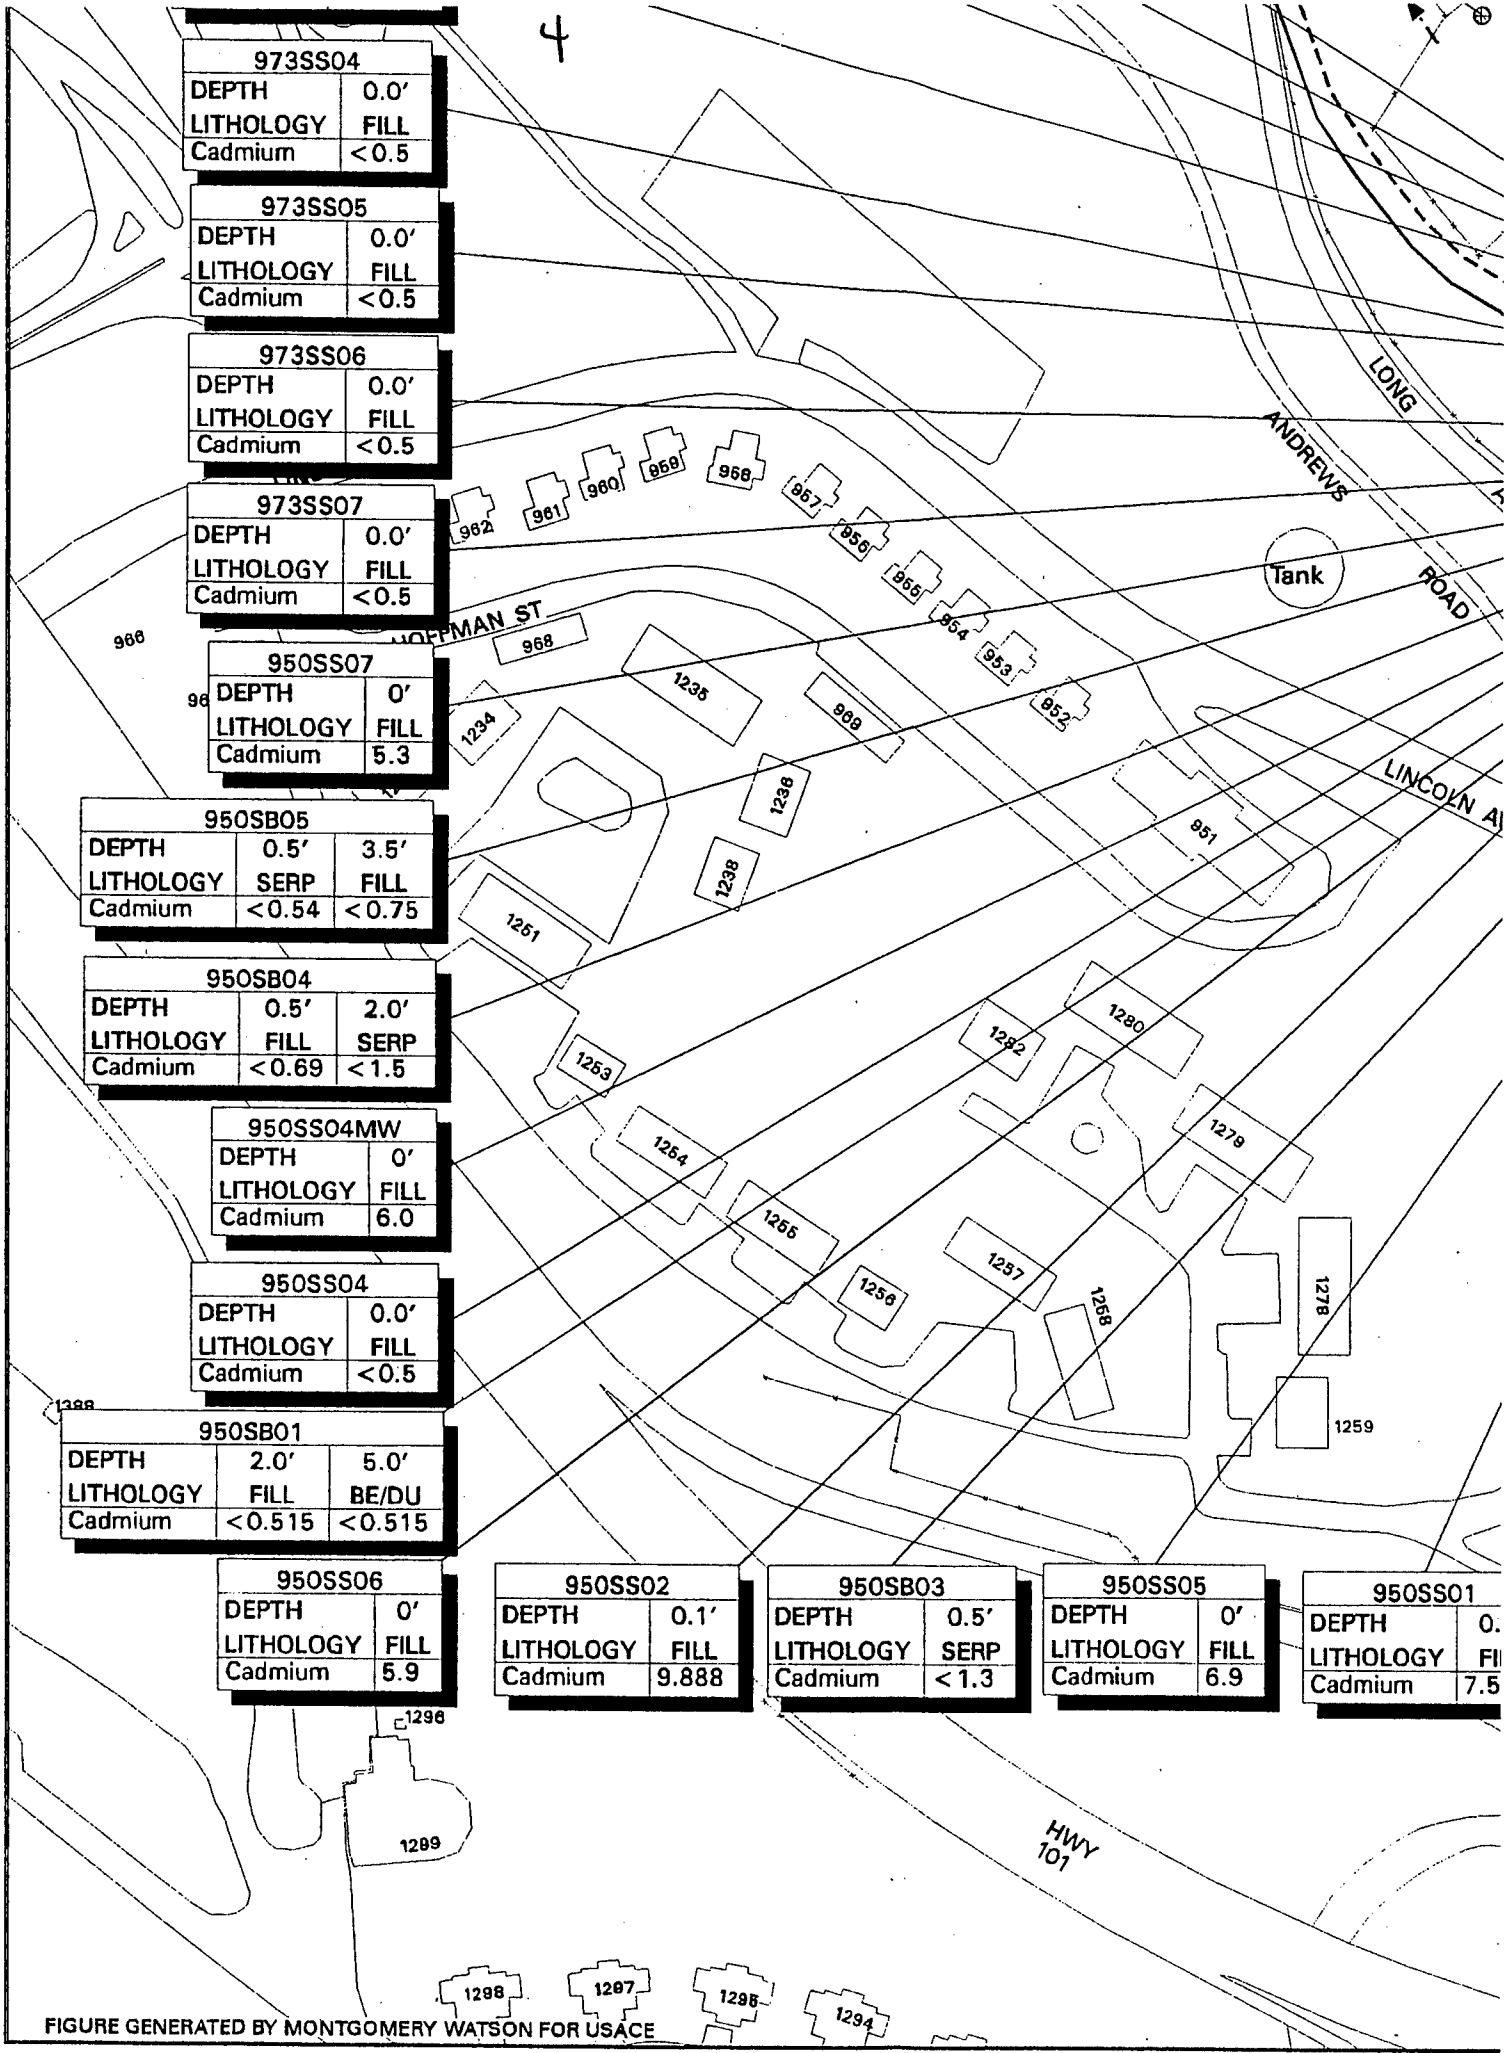 4
973SS04
DEPTH 0.0′
LITHOLOGY FILL
Cadmium <0.5
973SS05
DEPTH 0.0′
LITHOLOGY FILL
Cadmium <0.5
973SS06
DEPTH 0.0′
LITHOLOGY FILL
Cadmium <0.5
973SS07
DEPTH 0.0′
LITHOLOGY FILL
Cadmium <0.5
950SS07
DEPTH 0′
LITHOLOGY FILL
Cadmium 5.3
950SB05
DEPTH 0.5′ 3.5′
LITHOLOGY SERP FILL
Cadmium <0.54 <0.75
950SB04
DEPTH 0.5′ 2.0′
LITHOLOGY FILL SERP
Cadmium <0.69 <1.5
950SS04MW
DEPTH 0′
LITHOLOGY FILL
Cadmium 6.0
950SS04
DEPTH 0.0′
LITHOLOGY FILL
Cadmium <0.5
950SB01
DEPTH 2.0′ 5.0′
LITHOLOGY FILL BE/DU
Cadmium <0.515 <0.515
950SS06
DEPTH 0′
LITHOLOGY FILL
Cadmium 5.9
950SS02
DEPTH 0.1′
LITHOLOGY FILL
Cadmium 9.888
950SB03
DEPTH 0.5′
LITHOLOGY SERP
Cadmium <1.3
950SS05
DEPTH 0′
LITHOLOGY FILL
Cadmium 6.9
950SS01
DEPTH 0.
LITHOLOGY FI
Cadmium 7.5
LONG
ANDREWS
ROAD
Tank
LINCOLN A
HOFFMAN ST
962
961
960
959
958
957
956
955
954
953
952
951
966
96
968
969
1234
1235
1236
1238
1251
1253
1254
1255
1256
1257
1258
1282
1280
1279
1278
1259
1388
1296
1299
HWY
101
1298
1297
1295
1294
FIGURE GENERATED BY MONTGOMERY WATSON FOR USACE